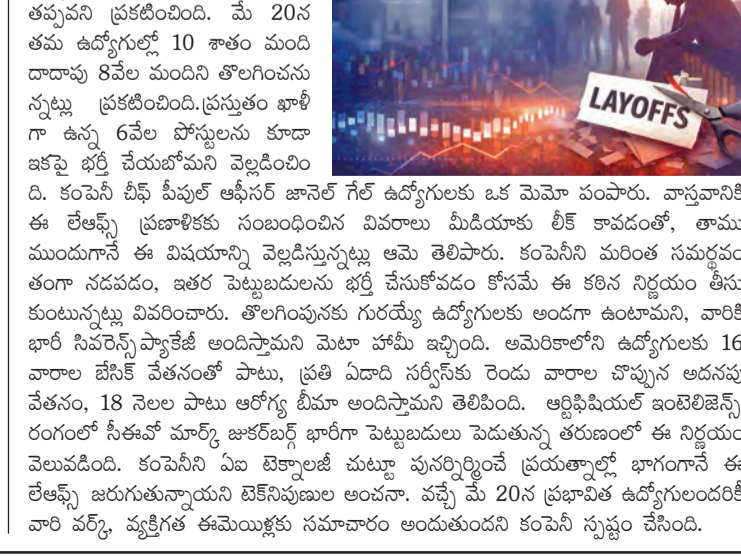 తప్పవని ప్రకటించింది. మే 20న
తమ ఉద్యోగుల్లో 10 శాతం మంది
దాదాపు 8వేల మందిని తొలగించను
న్నట్లు ప్రకటించింది.ప్రస్తుతం ఖాళీ
గా ఉన్న 6వేల పోస్టులను కూడా
ఇకపై భర్తీ చేయబోమని వెల్లడించిం
LAYOFFS
ది. కంపెనీ చీఫ్ పీపుల్ ఆఫీసర్ జానెల్ గేల్ ఉద్యోగులకు ఒక మెమో పంపారు. వాస్తవానికి
ఈ లేఆఫ్స్ ప్రణాళికకు సంబంధించిన వివరాలు మీడియాకు లీక్ కావడంతో, తాము
ముందుగానే ఈ విషయాన్ని వెల్లడిస్తున్నట్లు ఆమె తెలిపారు. కంపెనీని మరింత సమర్థవం
తంగా నడపడం, ఇతర పెట్టుబడులను భర్తీ చేసుకోవడం కోసమే ఈ కఠిన నిర్ణయం తీసు
కుంటున్నట్లు వివరించారు. తొలగింపునకు గురయ్యే ఉద్యోగులకు అండగా ఉంటామని, వారికి
భారీ సివరెన్స్ ప్యాకేజీ అందిస్తామని మెటా హామీ ఇచ్చింది. అమెరికాలోని ఉద్యోగులకు 16
వారాల బేసిక్ వేతనంతో పాటు, ప్రతి ఏడాది సర్వీస్‌కు రెండు వారాల చొప్పున అదనపు
వేతనం, 18 నెలల పాటు ఆరోగ్య బీమా అందిస్తామని తెలిపింది. ఆర్టిఫిషియల్ ఇంటెలిజెన్స్
రంగంలో సీఈవో మార్క్ జుకర్‌బర్గ్ భారీగా పెట్టుబడులు పెడుతున్న తరుణంలో ఈ నిర్ణయం
వెలువడింది. కంపెనీని ఏఐ టెక్నాలజీ చుట్టూ పునర్నిర్మించే ప్రయత్నాల్లో భాగంగానే ఈ
లేఆఫ్స్ జరుగుతున్నాయని టెక్‌నిపుణుల అంచనా. వచ్చే మే 20న ప్రభావిత ఉద్యోగులందరికీ
వారి వర్క్, వ్యక్తిగత ఈమెయిళ్లకు సమాచారం అందుతుందని కంపెనీ స్పష్టం చేసింది.